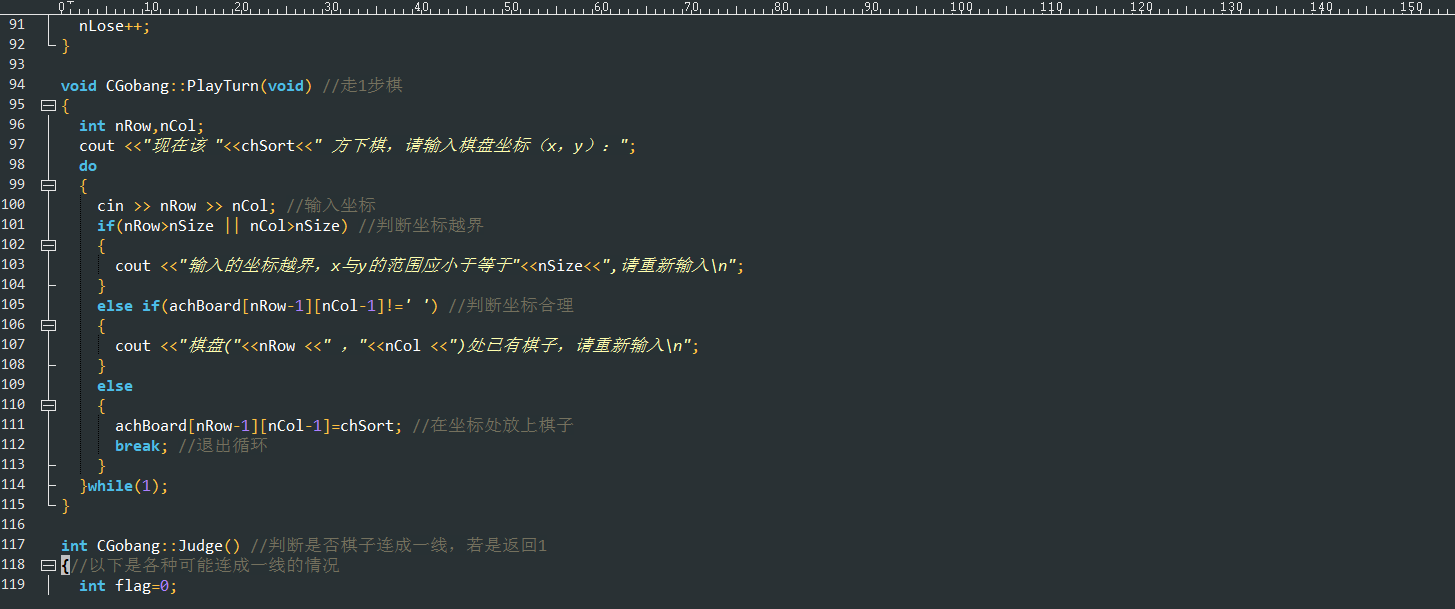 0 10 20 30 40 50 60 70 80 90 100 110 120 130 140 150
91 nLose++;
92 }
93
94 void CGobang::PlayTurn(void) //走1步棋
95 {
96 int nRow,nCol;
97 cout <<"现在该 "<<chSort<<" 方下棋，请输入棋盘坐标（x，y）：";
98 do
99 {
100 cin >> nRow >> nCol; //输入坐标
101 if(nRow>nSize || nCol>nSize) //判断坐标越界
102 {
103 cout <<"输入的坐标越界，x与y的范围应小于等于"<<nSize<<",请重新输入\n";
104 }
105 else if(achBoard[nRow-1][nCol-1]!=' ') //判断坐标合理
106 {
107 cout <<"棋盘("<<nRow <<" ，"<<nCol <<")处已有棋子，请重新输入\n";
108 }
109 else
110 {
111 achBoard[nRow-1][nCol-1]=chSort; //在坐标处放上棋子
112 break; //退出循环
113 }
114 }while(1);
115 }
116
117 int CGobang::Judge() //判断是否棋子连成一线，若是返回1
118 {//以下是各种可能连成一线的情况
119 int flag=0;